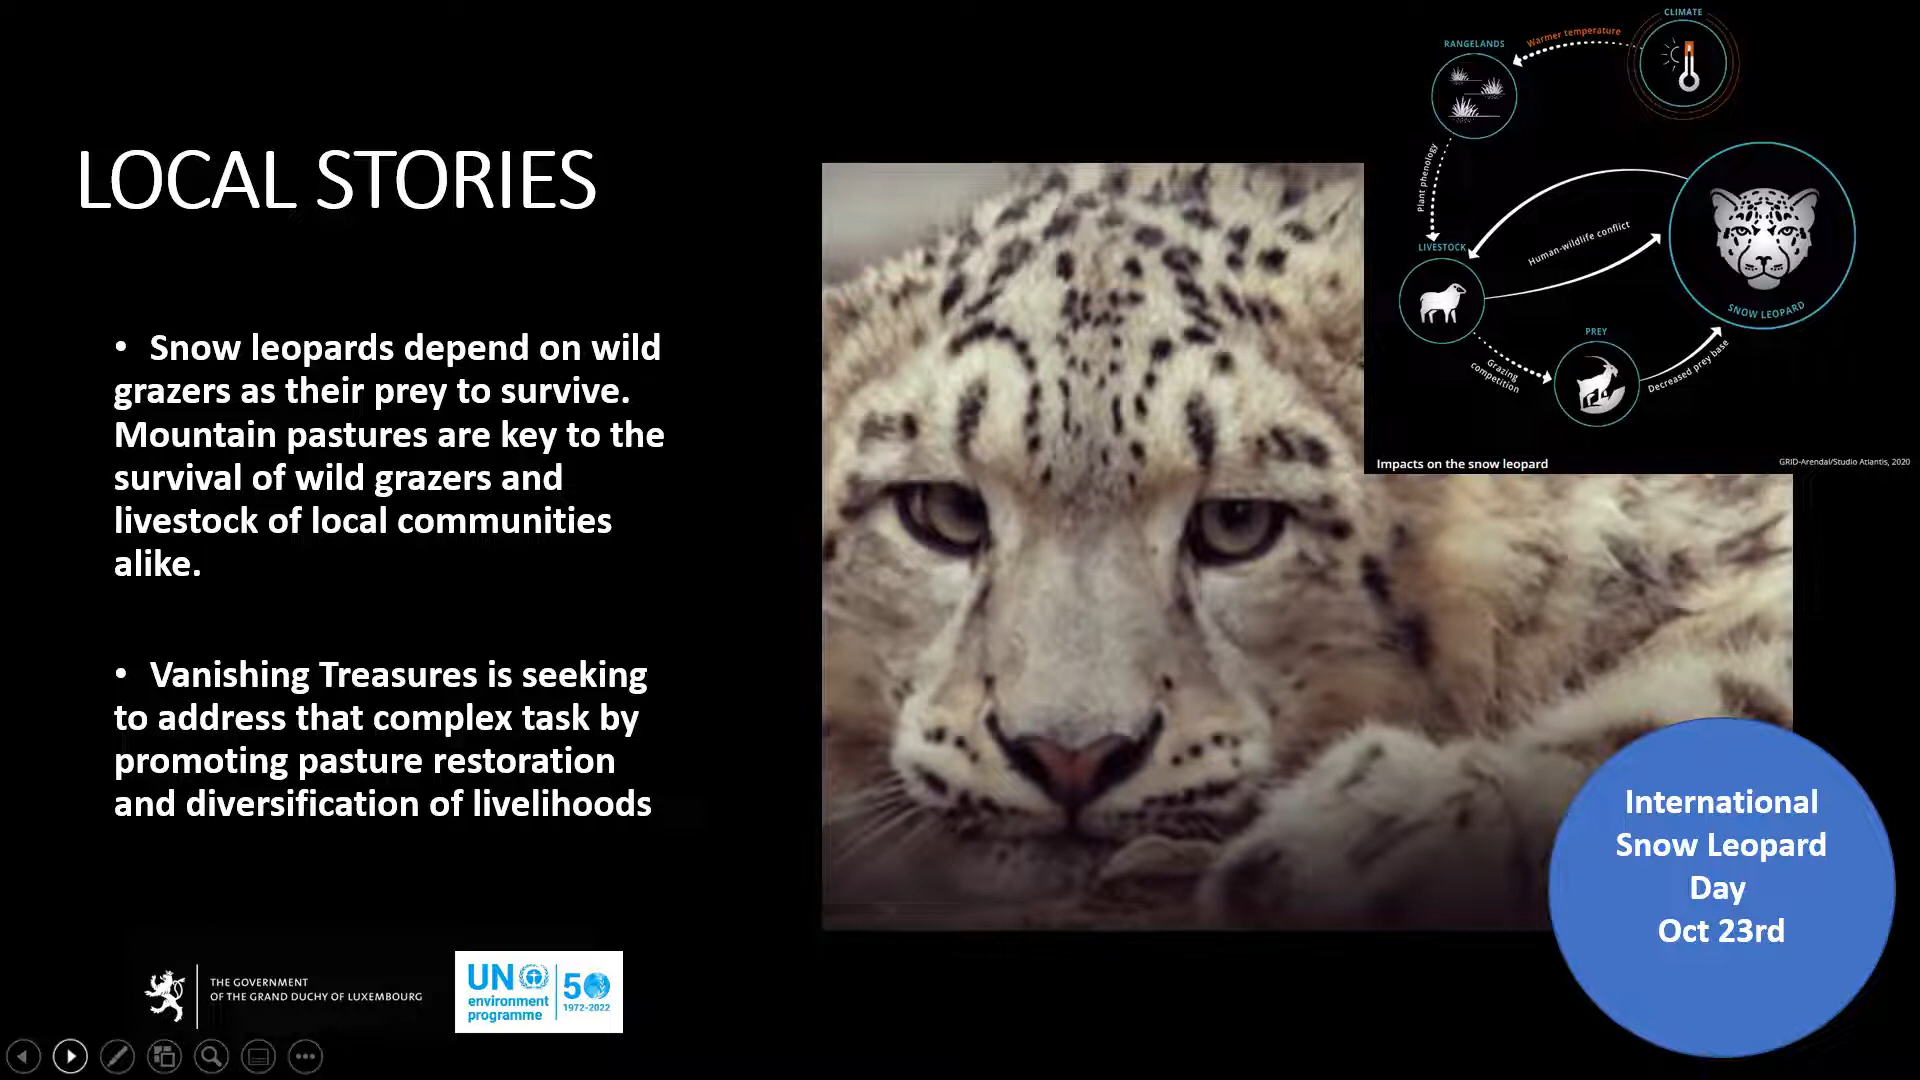 LOCAL STORIES
• Snow leopards depend on wild
grazers as their prey to survive.
Mountain pastures are key to the
survival of wild grazers and
livestock of local communities
alike.
• Vanishing Treasures is seeking
to address that complex task by
promoting pasture restoration
and diversification of livelihoods
CLIMATE
Warmer temperature
RANGELANDS
Plant phenology
LIVESTOCK
Human-wildlife conflict
SNOW LEOPARD
PREY
Grazing
competition
Decreased prey base
Impacts on the snow leopard
GRID-Arendal/Studio Atlantis, 2020
International
Snow Leopard
Day
Oct 23rd
THE GOVERNMENT
OF THE GRAND DUCHY OF LUXEMBOURG
UN
environment
programme
50
1972-2022